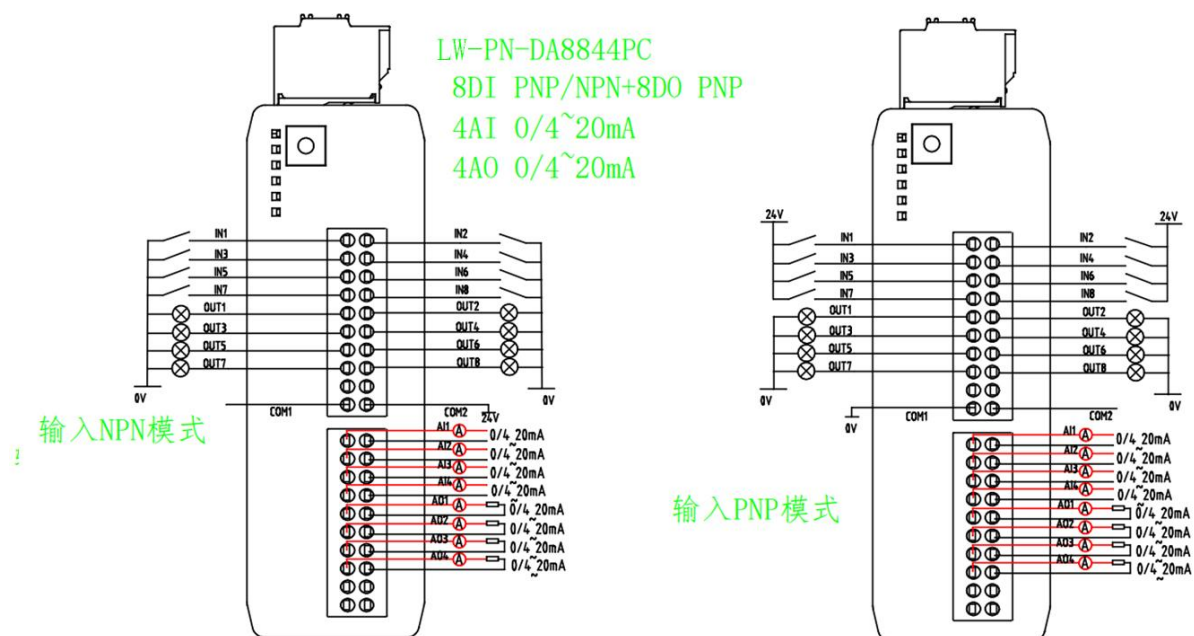 LW-PN-DA8844PC
8DI PNP/NPN+8DO PNP
4AI 0/4~20mA
4AO 0/4~20mA
IN1
IN2
IN3
IN4
IN5
IN6
IN7
IN8
OUT1
OUT2
OUT3
OUT4
OUT5
OUT6
OUT7
OUT8
0V
0V
COM1
COM2
24V
输入NPN模式
AI1
0/4~20mA
AI2
0/4~20mA
AI3
0/4~20mA
AI4
0/4~20mA
AO1
0/4~20mA
AO2
0/4~20mA
AO3
0/4~20mA
AO4
0/4~20mA
24V
24V
IN1
IN2
IN3
IN4
IN5
IN6
IN7
IN8
OUT1
OUT2
OUT3
OUT4
OUT5
OUT6
OUT7
OUT8
0V
0V
0V
COM1
COM2
输入PNP模式
AI1
0/4~20mA
AI2
0/4~20mA
AI3
0/4~20mA
AI4
0/4~20mA
AO1
0/4~20mA
AO2
0/4~20mA
AO3
0/4~20mA
AO4
0/4~20mA